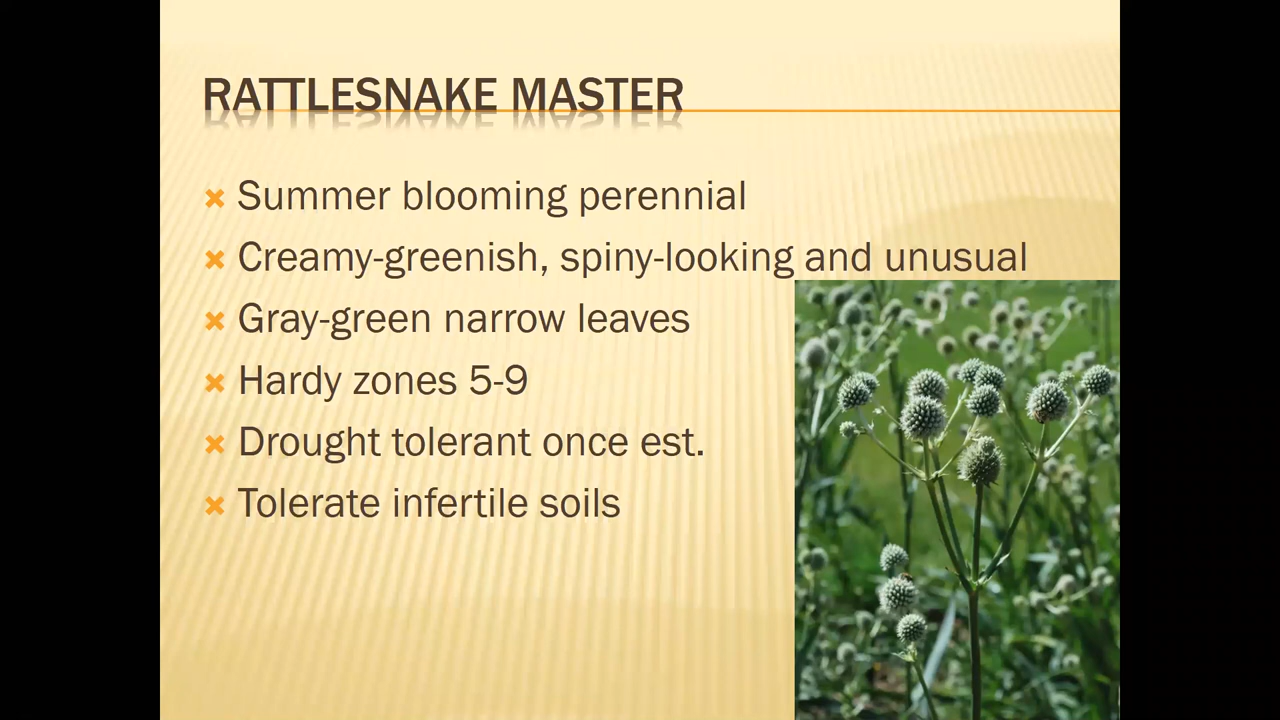 RATTLESNAKE MASTER
Summer blooming perennial
Creamy-greenish, spiny-looking and unusual
Gray-green narrow leaves
Hardy zones 5-9
Drought tolerant once est.
Tolerate infertile soils